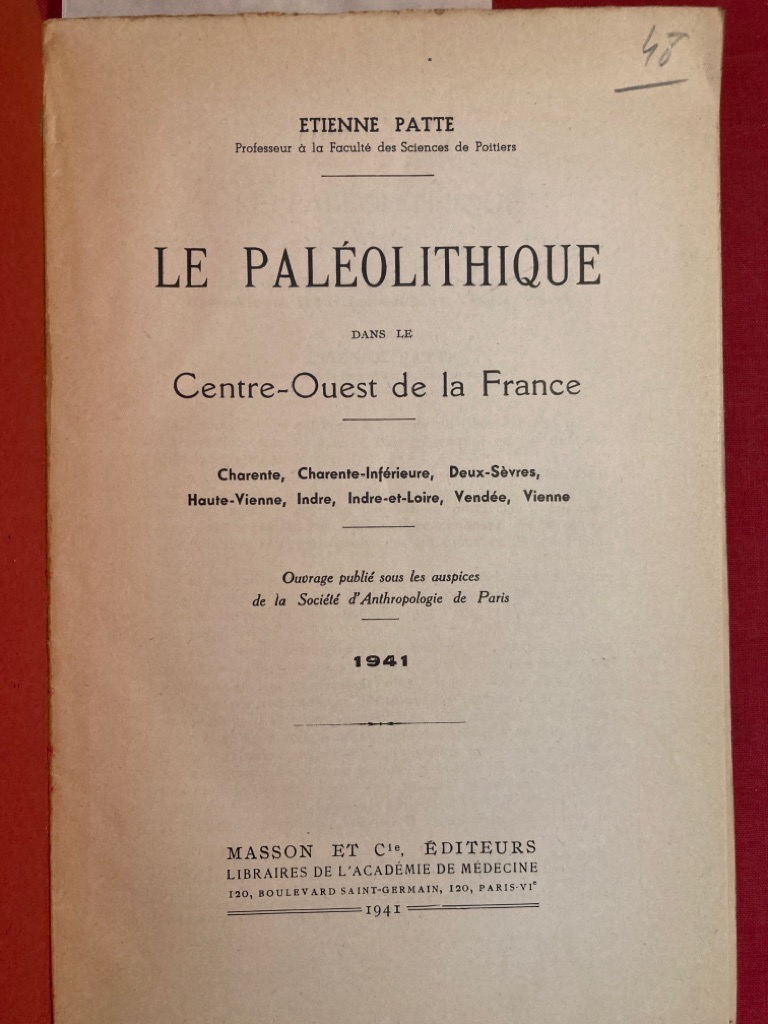 48
ETIENNE PATTE
Professeur à la Faculté des Sciences de Poitiers
LE PALÉOLITHIQUE
DANS LE
Centre-Ouest de la France
Charente, Charente-Inférieure, Deux-Sèvres,
Haute-Vienne, Indre, Indre-et-Loire, Vendée, Vienne
Ouvrage publié sous les auspices
de la Société d'Anthropologie de Paris
1941
MASSON ET Cie, ÉDITEURS
LIBRAIRES DE L'ACADÉMIE DE MÉDECINE
120, BOULEVARD SAINT-GERMAIN, 120, PARIS-VIe
1941